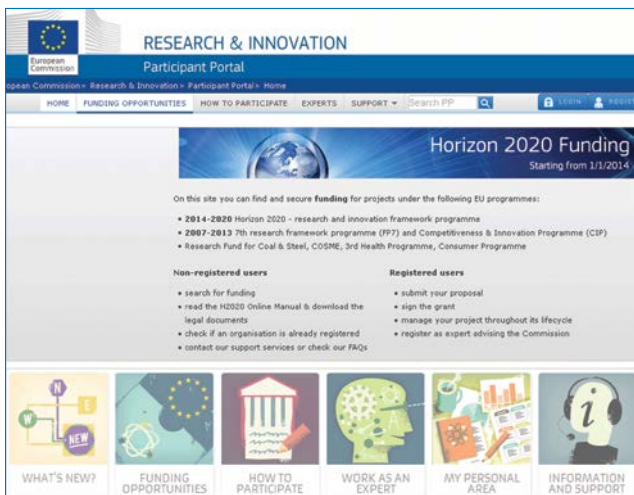 European
Commission
RESEARCH & INNOVATION
Participant Portal
opean Commission > Research & Innovation > Participant Portal > Home
HOME FUNDING OPPORTUNITIES HOW TO PARTICIPATE EXPERTS SUPPORT Search PP LOGIN REGIST
Horizon 2020 Funding
Starting from 1/1/2014
On this site you can find and secure funding for projects under the following EU programmes:
• 2014-2020 Horizon 2020 - research and innovation framework programme
• 2007-2013 7th research framework programme (FP7) and Competitiveness & Innovation Programme (CIP)
• Research Fund for Coal & Steel, COSME, 3rd Health Programme, Consumer Programme
Non-registered users
• search for funding
• read the H2020 Online Manual & download the
legal documents
• check if an organisation is already registered
• contact our support services or check our FAQs
Registered users
• submit your proposal
• sign the grant
• manage your project throughout its lifecycle
• register as expert advising the Commission
N
W
E
NEW
i
WHAT'S NEW?
FUNDING
OPPORTUNITIES
HOW TO
PARTICIPATE
WORK AS AN
EXPERT
MY PERSONAL
AREA
INFORMATION
AND SUPPORT